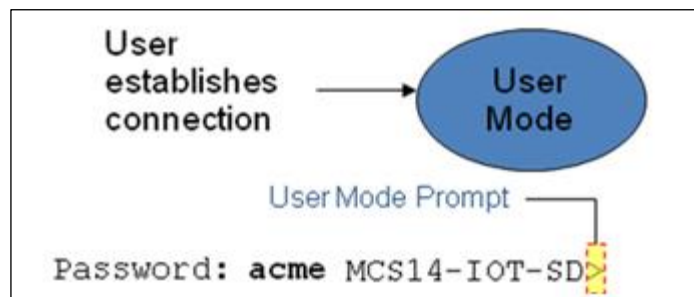 User
establishes
connection
User
Mode
User Mode Prompt
Password: acme MCS14-IOT-SD>